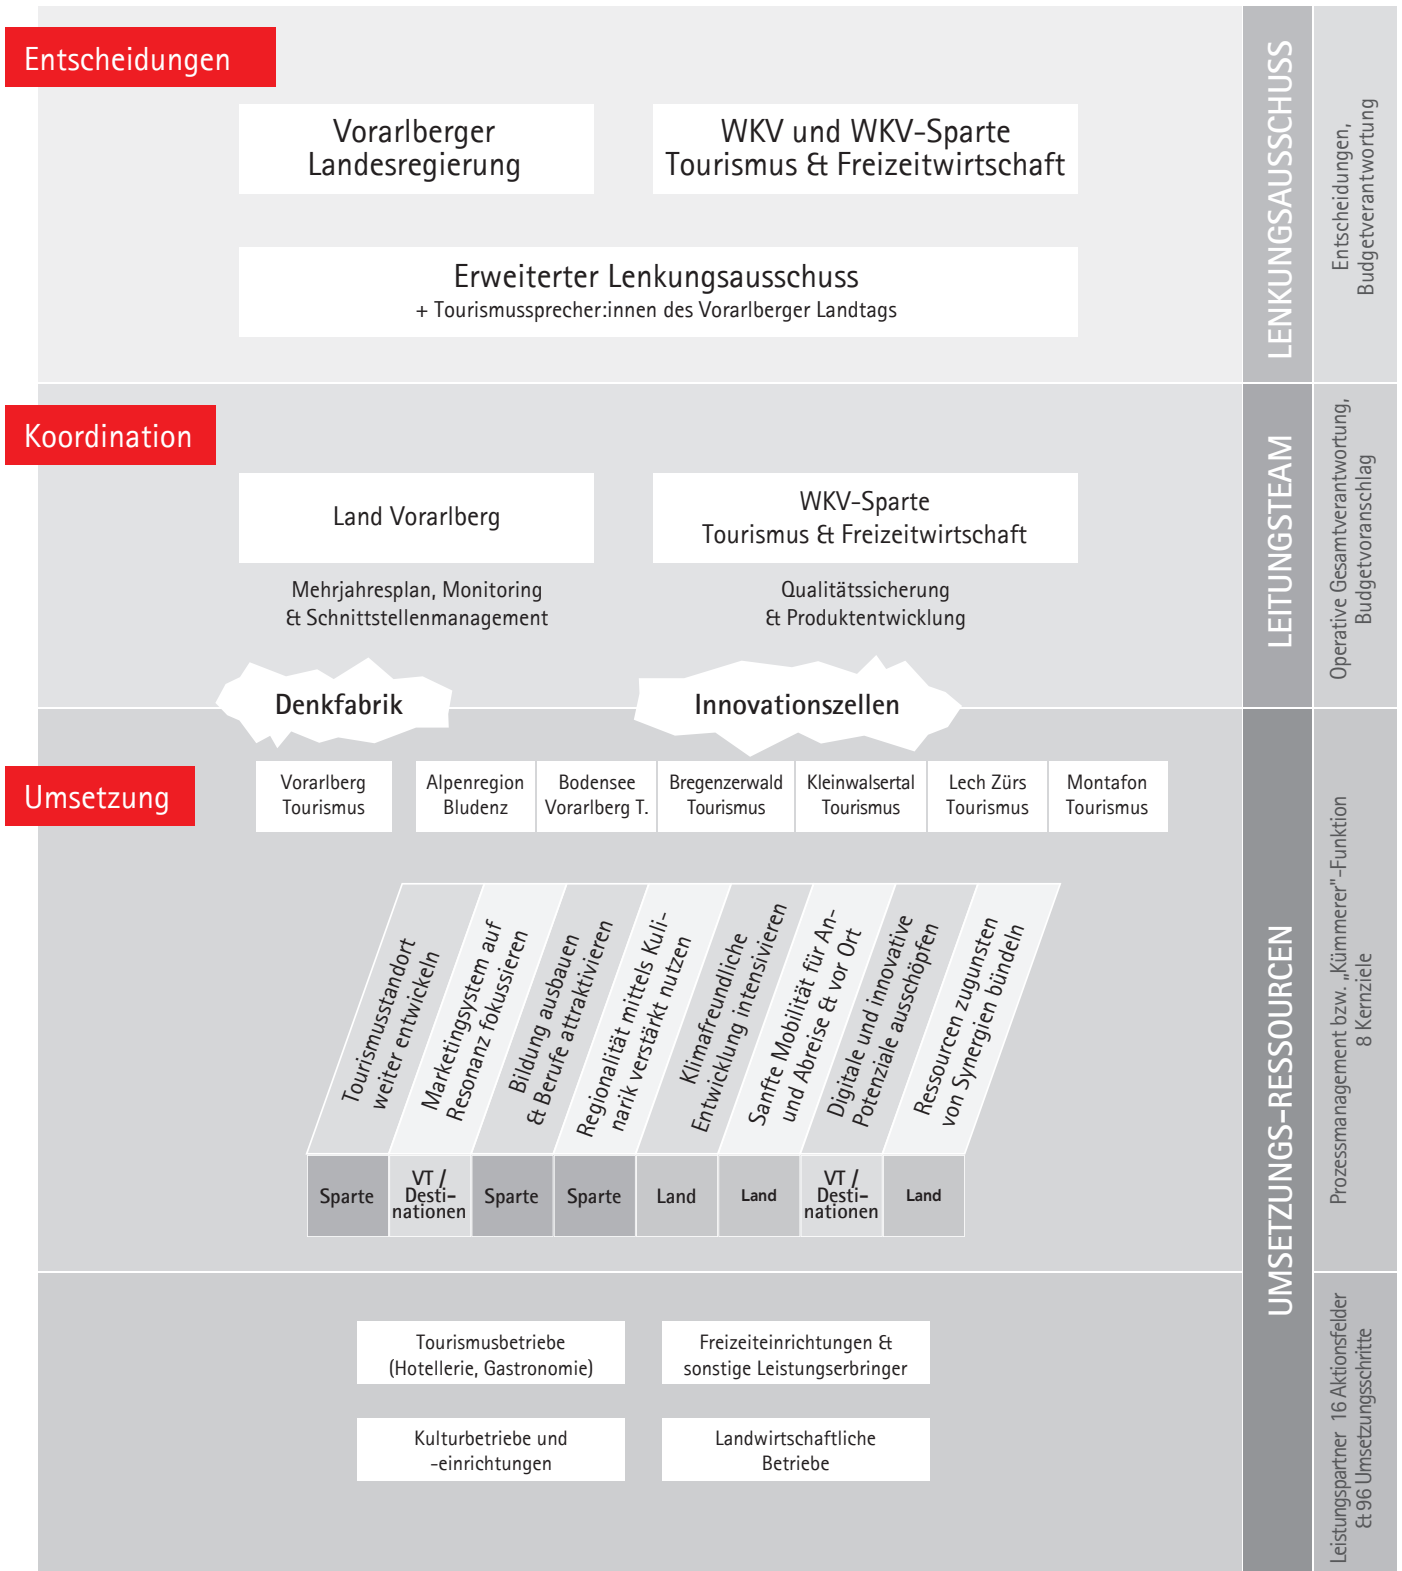 Entscheidungen
Vorarlberger
Landesregierung
WKV und WKV-Sparte
Tourismus & Freizeitwirtschaft
Erweiterter Lenkungsausschuss
+ Tourismussprecher:innen des Vorarlberger Landtags
LENKUNGSAUSSCHUSS
Entscheidungen,
Budgetverantwortung
Koordination
Land Vorarlberg
WKV-Sparte
Tourismus & Freizeitwirtschaft
Mehrjahresplan, Monitoring
& Schnittstellenmanagement
Qualitätssicherung
& Produktentwicklung
LEITUNGSTEAM
Operative Gesamtverantwortung,
Budgetvoranschlag
Denkfabrik
Innovationszellen
Umsetzung
Vorarlberg
Tourismus
Alpenregion
Bludenz
Bodensee
Vorarlberg T.
Bregenzerwald
Tourismus
Kleinwalsertal
Tourismus
Lech Zürs
Tourismus
Montafon
Tourismus
Tourismusstandort
weiter entwickeln
Marketingsystem auf
Resonanz fokussieren
Bildung ausbauen
& Berufe attraktivieren
Regionalität mittels Kuli-
narik verstärkt nutzen
Klimafreundliche
Entwicklung intensivieren
Sanfte Mobilität für An-
und Abreise & vor Ort
Digitale und innovative
Potenziale ausschöpfen
Ressourcen zugunsten
von Synergien bündeln
Sparte
VT /
Desti-
nationen
Sparte
Sparte
Land
Land
VT /
Desti-
nationen
Land
UMSETZUNGS-RESSOURCEN
Prozessmanagement bzw. „Kümmerer"-Funktion
8 Kernziele
Tourismusbetriebe
(Hotellerie, Gastronomie)
Freizeiteinrichtungen &
sonstige Leistungserbringer
Kulturbetriebe und
-einrichtungen
Landwirtschaftliche
Betriebe
Leistungspartner 16 Aktionsfelder
& 96 Umsetzungsschritte